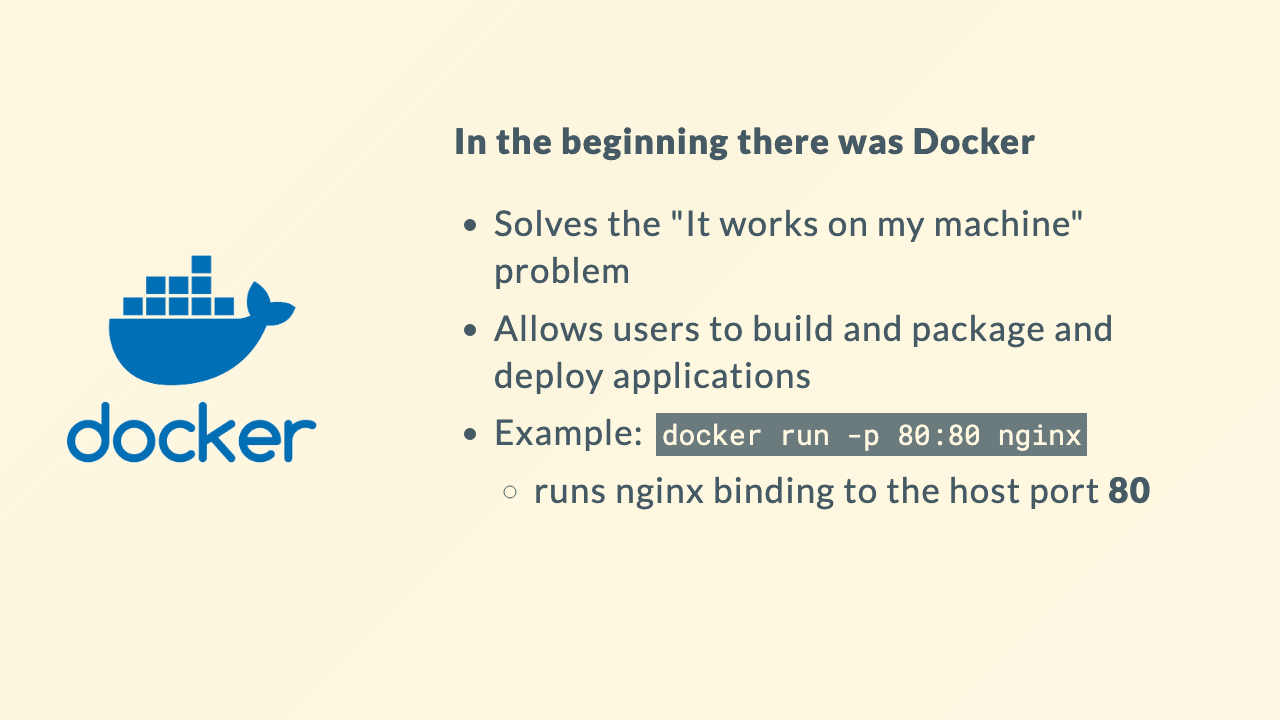 In the beginning there was Docker
Solves the "It works on my machine"
problem
Allows users to build and package and
deploy applications
Example: docker run -p 80:80 nginx
runs nginx binding to the host port 80
docker